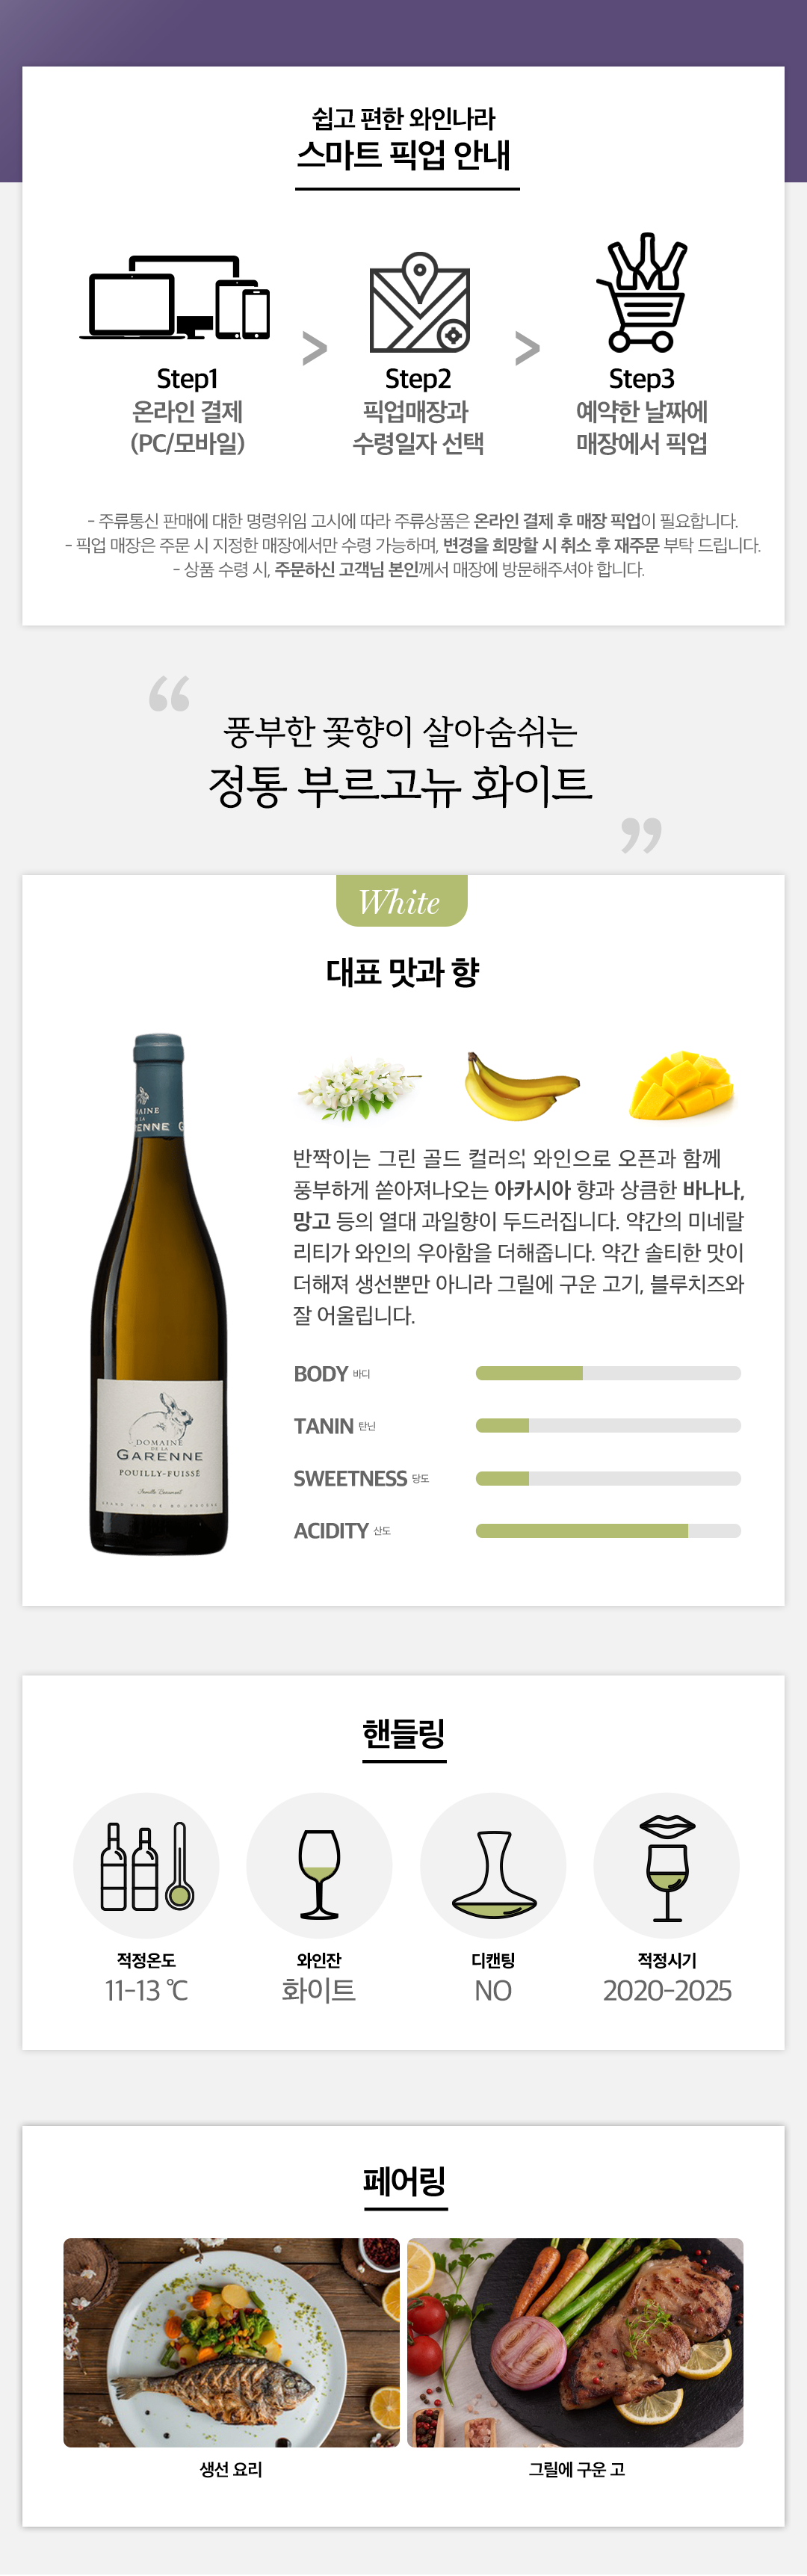 쉽고 편한 와인나라
스마트 픽업 안내
Step1
온라인 결제
(PC/모바일)
>
Step2
픽업매장과
수령일자 선택
>
Step3
예약한 날짜에
매장에서 픽업
- 주류통신 판매에 대한 명령위임 고시에 따라 주류상품은 온라인 결제 후 매장 픽업이 필요합니다.
- 픽업 매장은 주문 시 지정한 매장에서만 수령 가능하며, 변경을 희망할 시 취소 후 재주문 부탁 드립니다.
- 상품 수령 시, 주문하신 고객님 본인께서 매장에 방문해주셔야 합니다.
“
풍부한 꽃향이 살아숨쉬는
정통 부르고뉴 화이트
”
White
대표 맛과 향
반짝이는 그린 골드 컬러의 와인으로 오픈과 함께
풍부하게 쏟아져나오는 아카시아 향과 상큼한 바나나,
망고 등의 열대 과일향이 두드러집니다. 약간의 미네랄
리티가 와인의 우아함을 더해줍니다. 약간 솔티한 맛이
더해져 생선뿐만 아니라 그릴에 구운 고기, 블루치즈와
잘 어울립니다.
BODY 바디
TANIN 탄닌
SWEETNESS 당도
ACIDITY 산도
DOMAINE
DE LA
GARENNE
POUILLY-FUISSÉ
핸들링
적정온도
11-13 ℃
와인잔
화이트
디캔팅
NO
적정시기
2020-2025
페어링
생선 요리
그릴에 구운 고